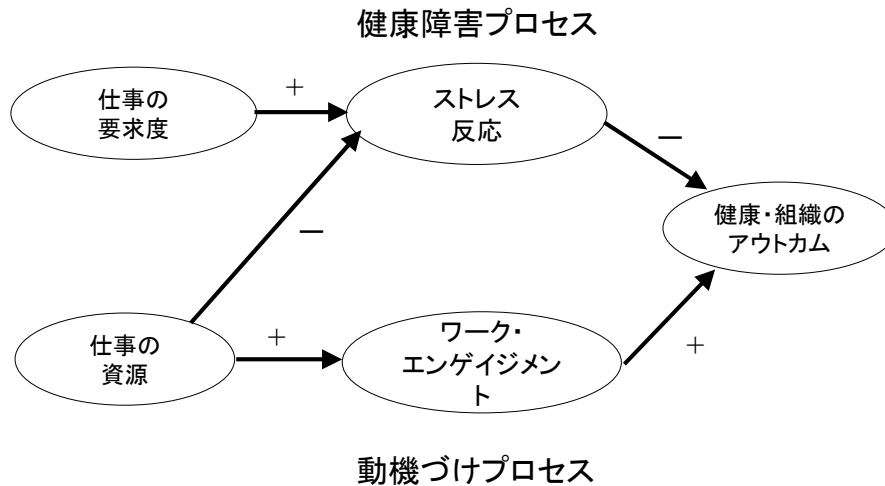 健康障害プロセス
仕事の
要求度
+
ストレス
反応
−
健康・組織の
アウトカム
−
仕事の
資源
+
ワーク・
エンゲイジメン
ト
+
動機づけプロセス